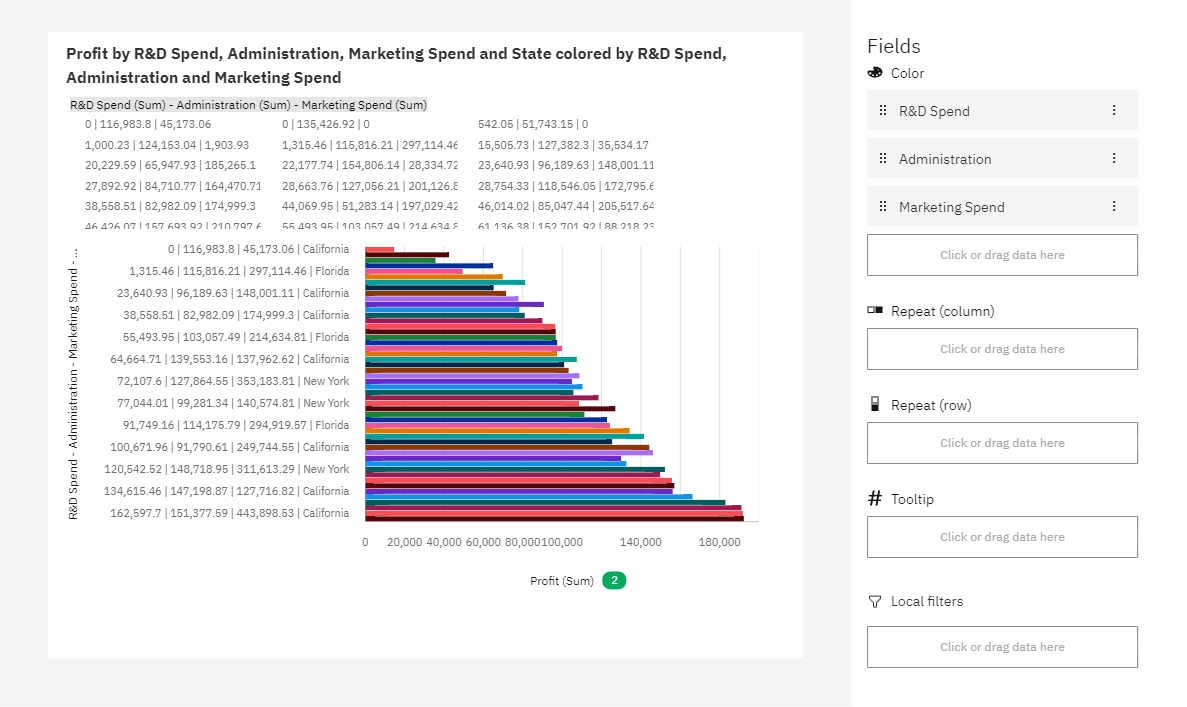 Profit by R&D Spend, Administration, Marketing Spend and State colored by R&D Spend,
Administration and Marketing Spend
R&D Spend (Sum) - Administration (Sum) - Marketing Spend (Sum)
0 | 116,983.8 | 45,173.06
0 | 135,426.92 | 0
542.05 | 51,743.15 | 0
1,000.23 | 124,153.04 | 1,903.93
1,315.46 | 115,816.21 | 297,114.46
15,505.73 | 127,382.3 | 35,534.17
20,229.59 | 65,947.93 | 185,265.1
22,177.74 | 154,806.14 | 28,334.72
23,640.93 | 96,189.63 | 148,001.11
27,892.92 | 84,710.77 | 164,470.71
28,663.76 | 127,056.21 | 201,126.8
28,754.33 | 118,546.05 | 172,795.6
38,558.51 | 82,982.09 | 174,999.3
44,069.95 | 51,283.14 | 197,029.42
46,014.02 | 85,047.44 | 205,517.64
46,426.07 | 157,693.92 | 210,797.6
55,493.95 | 103,057.49 | 214,634.8
61,136.38 | 152,701.92 | 88,218.23
R&D Spend - Administration - Marketing Spend - ...
0 | 116,983.8 | 45,173.06 | California
1,315.46 | 115,816.21 | 297,114.46 | Florida
23,640.93 | 96,189.63 | 148,001.11 | California
38,558.51 | 82,982.09 | 174,999.3 | California
55,493.95 | 103,057.49 | 214,634.81 | Florida
64,664.71 | 139,553.16 | 137,962.62 | California
72,107.6 | 127,864.55 | 353,183.81 | New York
77,044.01 | 99,281.34 | 140,574.81 | New York
91,749.16 | 114,175.79 | 294,919.57 | Florida
100,671.96 | 91,790.61 | 249,744.55 | California
120,542.52 | 148,718.95 | 311,613.29 | New York
134,615.46 | 147,198.87 | 127,716.82 | California
162,597.7 | 151,377.59 | 443,898.53 | California
0 20,000 40,000 60,000 80,000 100,000 140,000 180,000
Profit (Sum) 2
Fields
Color
R&D Spend
Administration
Marketing Spend
Click or drag data here
Repeat (column)
Click or drag data here
Repeat (row)
Click or drag data here
Tooltip
Click or drag data here
Local filters
Click or drag data here